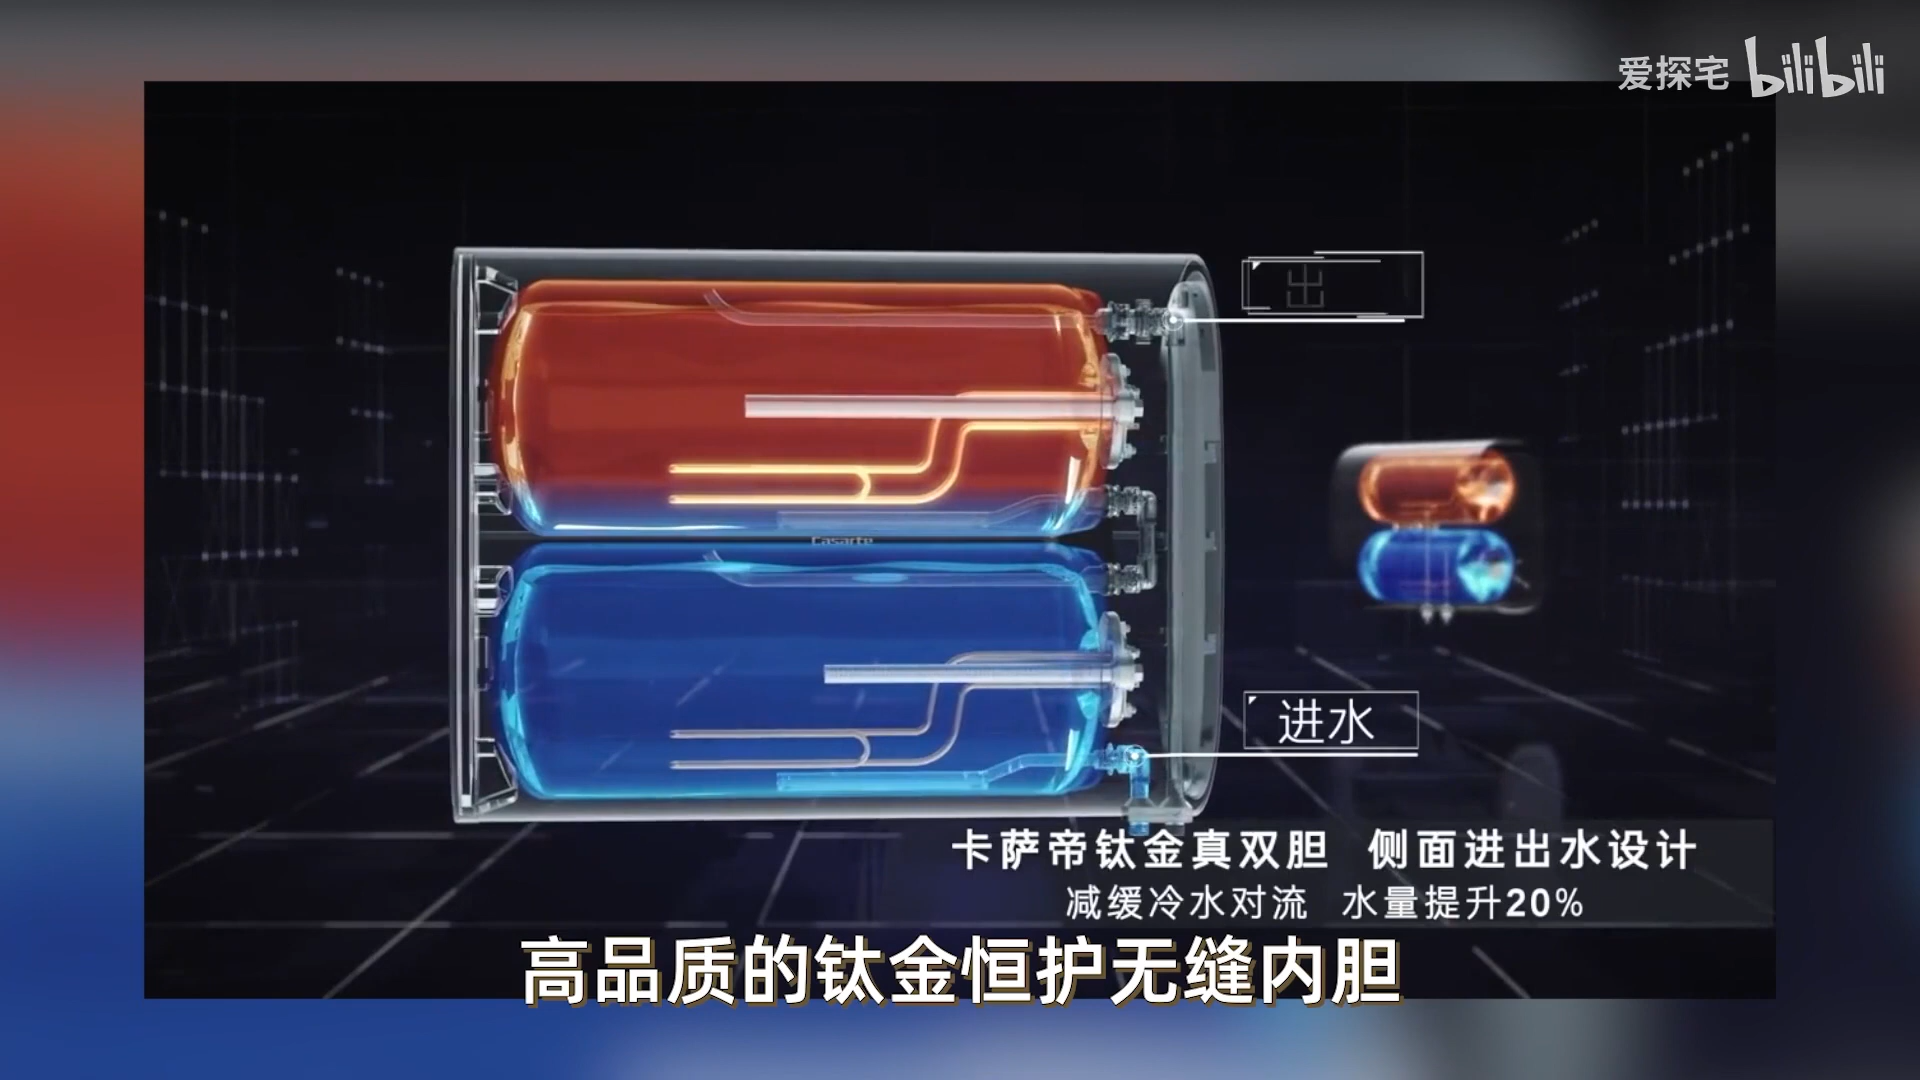 爱探宅 bilibili
出
Casarte
进水
卡萨帝钛金真双胆 侧面进出水设计
减缓冷水对流 水量提升20%
高品质的钛金恒护无缝内胆